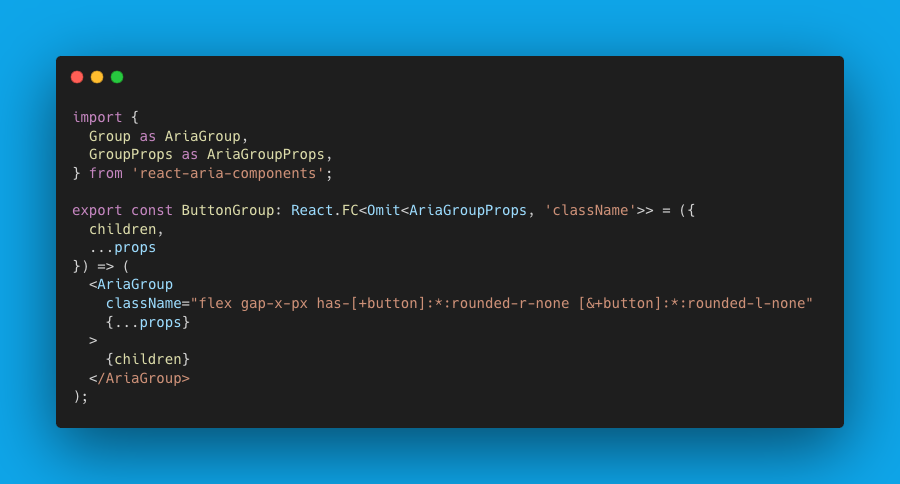 import {
  Group as AriaGroup,
  GroupProps as AriaGroupProps,
} from 'react-aria-components';

export const ButtonGroup: React.FC<Omit<AriaGroupProps, 'className'>> = ({
  children,
  ...props
}) => (
  <AriaGroup
    className="flex gap-x-px has-[+button]:*:rounded-r-none [&+button]:*:rounded-l-none"
    {...props}
  >
    {children}
  </AriaGroup>
);